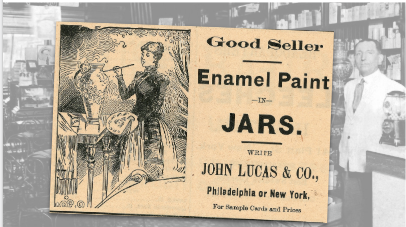 Good Seller
Enamel Paint
—IN—
JARS.
WRITE
JOHN LUCAS & CO.,
Philadelphia or New York,
For Sample Cards and Prices